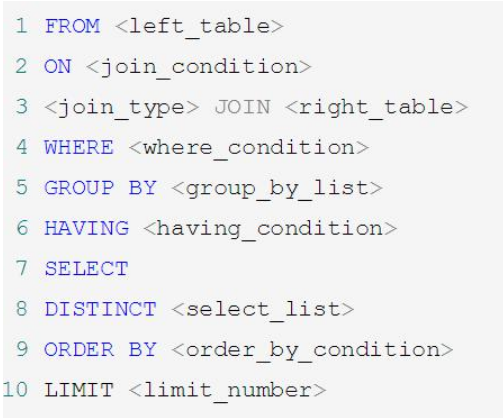 1 FROM <left_table>
2 ON <join_condition>
3 <join_type> JOIN <right_table>
4 WHERE <where_condition>
5 GROUP BY <group_by_list>
6 HAVING <having_condition>
7 SELECT
8 DISTINCT <select_list>
9 ORDER BY <order_by_condition>
10 LIMIT <limit_number>